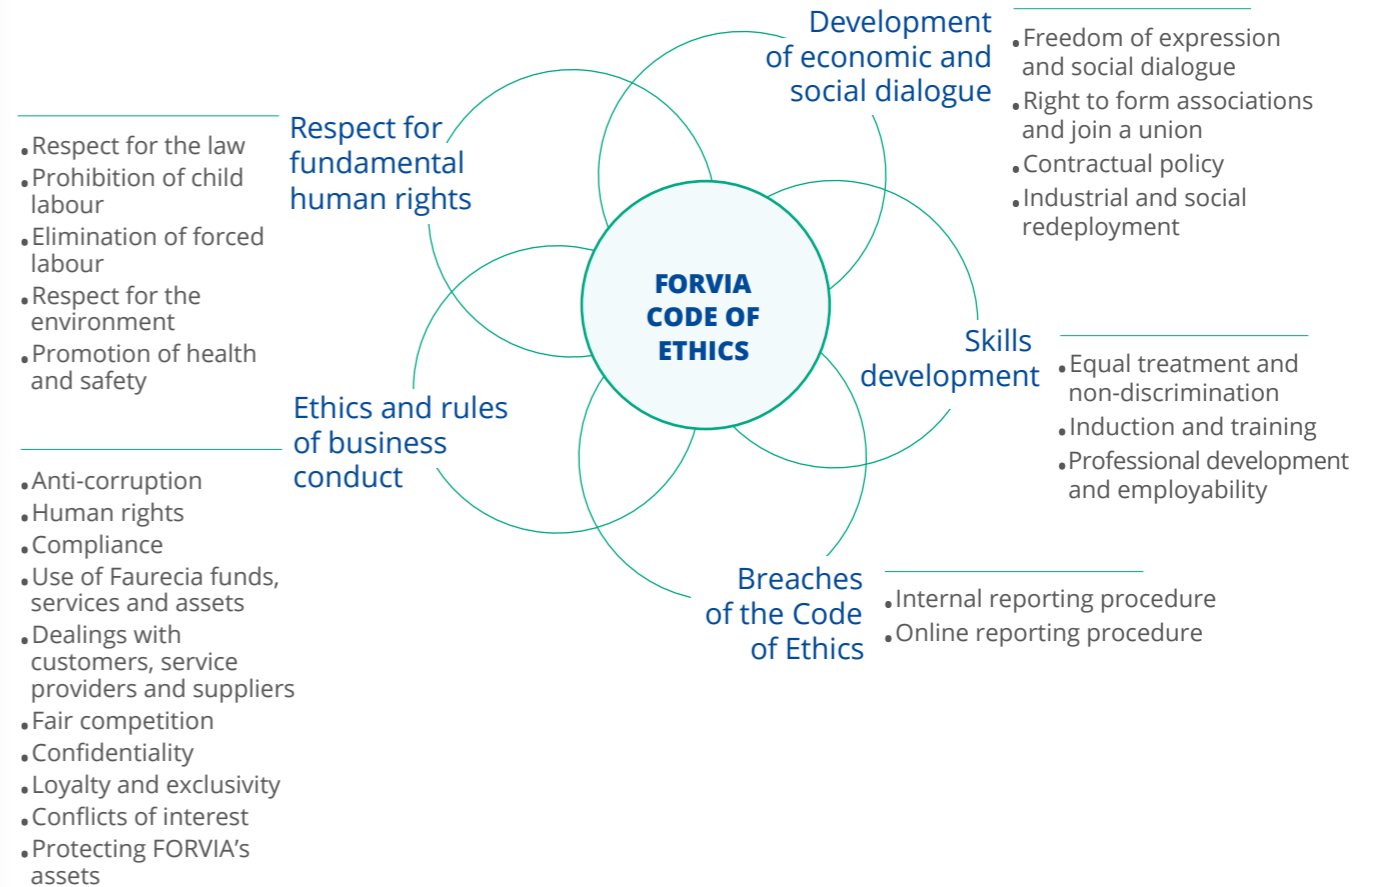 FORVIA
CODE OF
ETHICS
Respect for
fundamental
human rights
.Respect for the law
.Prohibition of child
labour
.Elimination of forced
labour
.Respect for the
environment
.Promotion of health
and safety
Ethics and rules
of business
conduct
.Anti-corruption
.Human rights
.Compliance
.Use of Faurecia funds,
services and assets
.Dealings with
customers, service
providers and suppliers
.Fair competition
.Confidentiality
.Loyalty and exclusivity
.Conflicts of interest
.Protecting FORVIA’s
assets
Development
of economic and
social dialogue
.Freedom of expression
and social dialogue
.Right to form associations
and join a union
.Contractual policy
.Industrial and social
redeployment
Skills
development
.Equal treatment and
non-discrimination
.Induction and training
.Professional development
and employability
Breaches
of the Code
of Ethics
.Internal reporting procedure
.Online reporting procedure